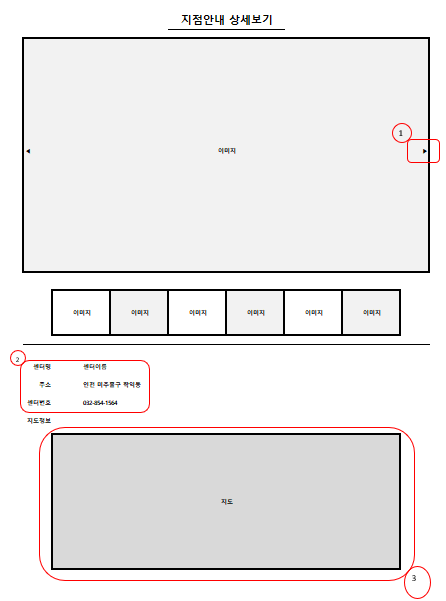 지점안내 상세보기
1
◀ 이미지 ▶
이미지 이미지 이미지 이미지 이미지 이미지
2
센터명 센터이름
주소 인천 미추홀구 학익동
센터번호 032-854-1564
지도정보
지도
3